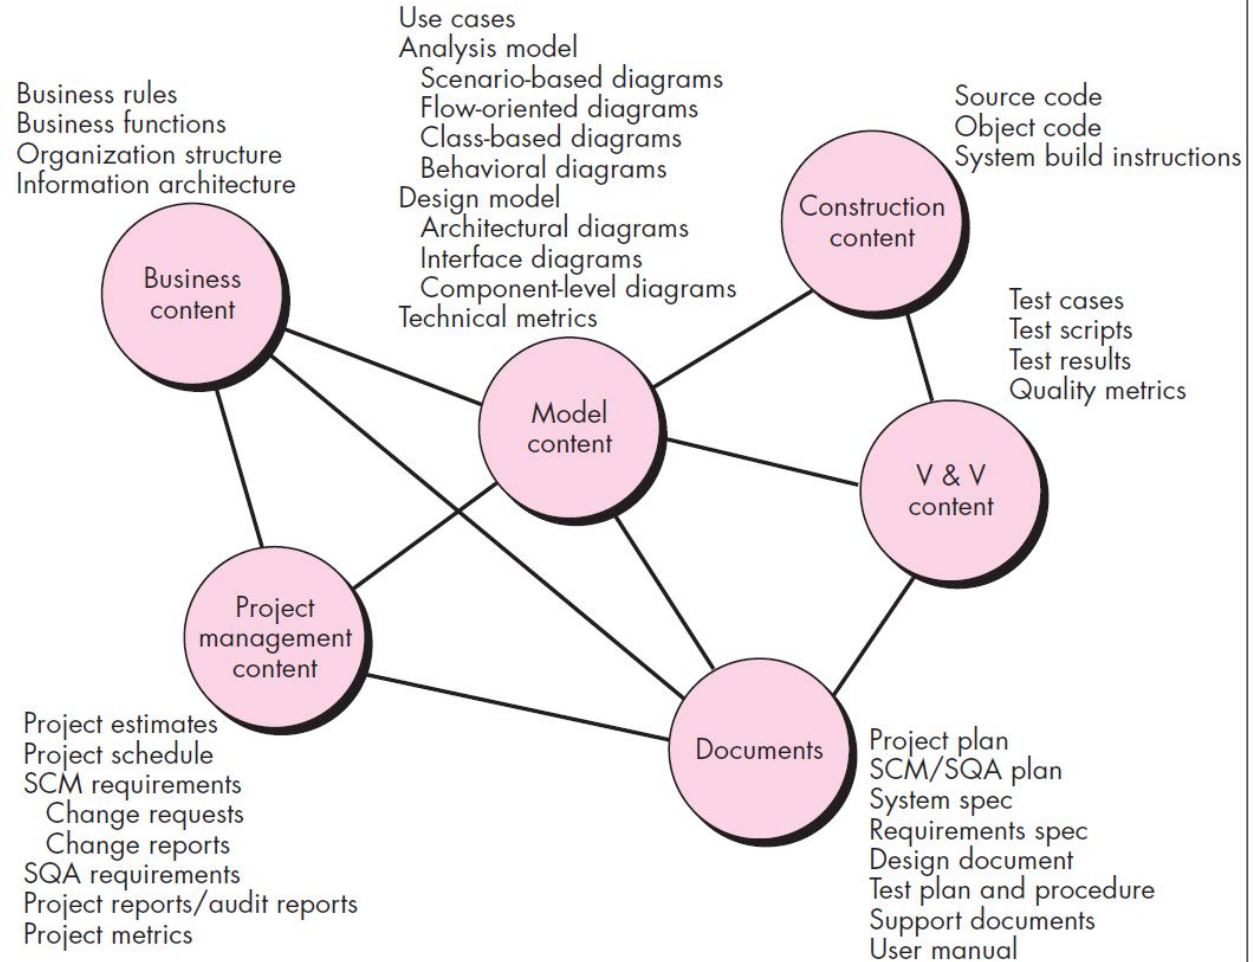 Use cases
Analysis model
Scenario-based diagrams
Flow-oriented diagrams
Class-based diagrams
Behavioral diagrams
Design model
Architectural diagrams
Interface diagrams
Component-level diagrams
Technical metrics
Business rules
Business functions
Organization structure
Information architecture
Source code
Object code
System build instructions
Construction
content
Business
content
Test cases
Test scripts
Test results
Quality metrics
Model
content
V & V
content
Project
management
content
Project estimates
Project schedule
SCM requirements
Change requests
Change reports
SQA requirements
Project reports/audit reports
Project metrics
Documents
Project plan
SCM/SQA plan
System spec
Requirements spec
Design document
Test plan and procedure
Support documents
User manual